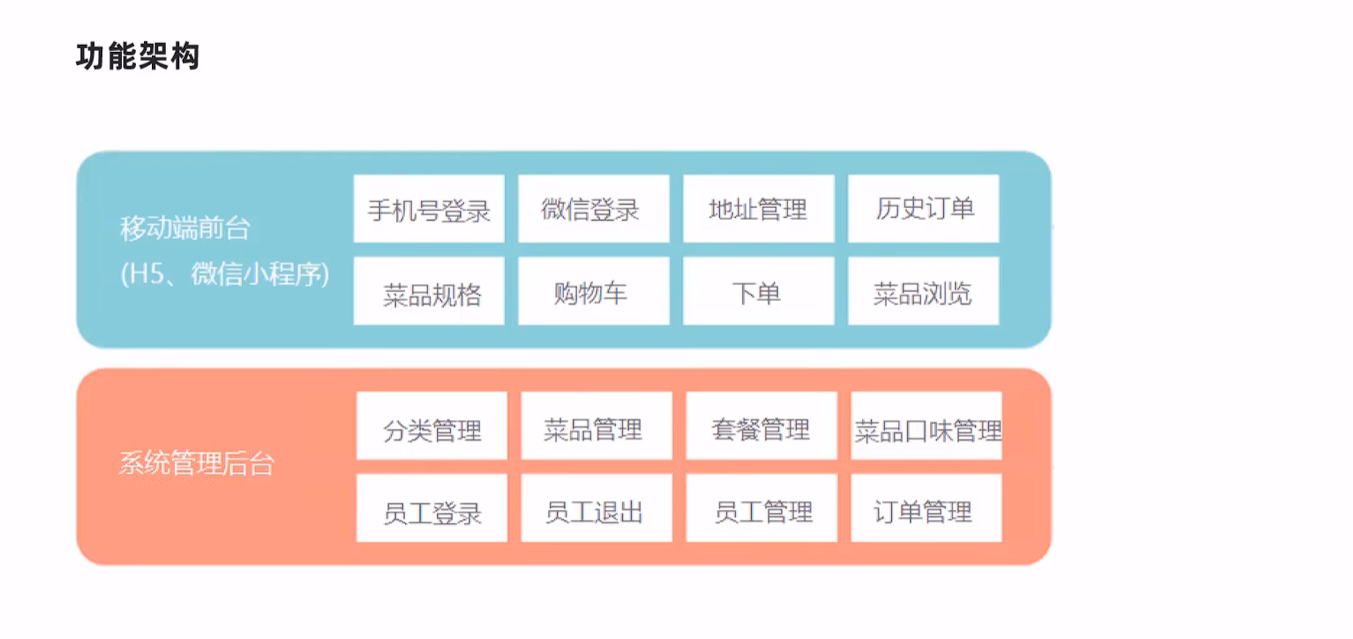 功能架构
移动端前台
(H5、微信小程序)
手机号登录
微信登录
地址管理
历史订单
菜品规格
购物车
下单
菜品浏览
系统管理后台
分类管理
菜品管理
套餐管理
菜品口味管理
员工登录
员工退出
员工管理
订单管理